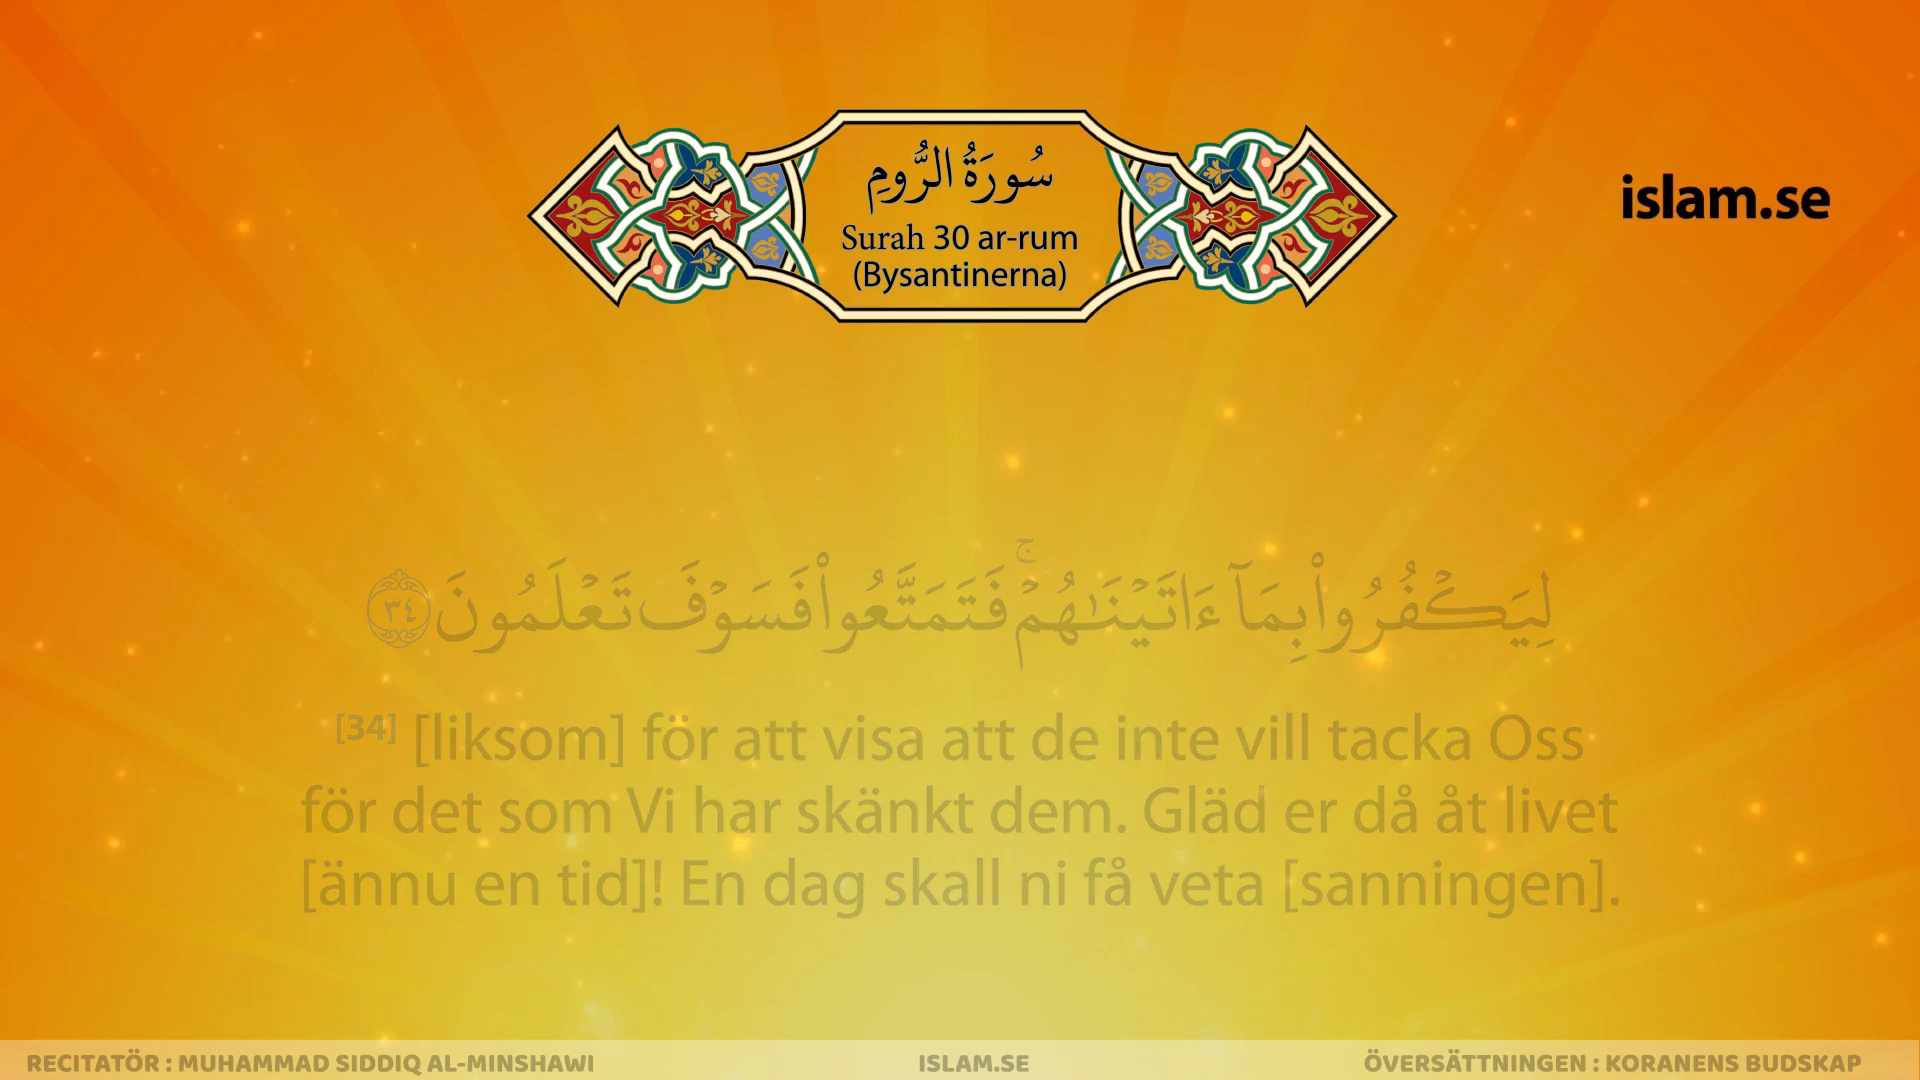 سُورَةُ الرُّومِ
Surah 30 ar-rum
(Bysantinerna)
islam.se
لِيَكْفُرُوا۟ بِمَآ ءَاتَيْنَـٰهُمْ ۚ فَتَمَتَّعُوا۟ فَسَوْفَ تَعْلَمُونَ ٣٤
[34] [liksom] för att visa att de inte vill tacka Oss
för det som Vi har skänkt dem. Gläd er då åt livet
[ännu en tid]! En dag skall ni få veta [sanningen].
RECITATÖR : MUHAMMAD SIDDIQ AL-MINSHAWI
ISLAM.SE
ÖVERSÄTTNINGEN : KORANENS BUDSKAP